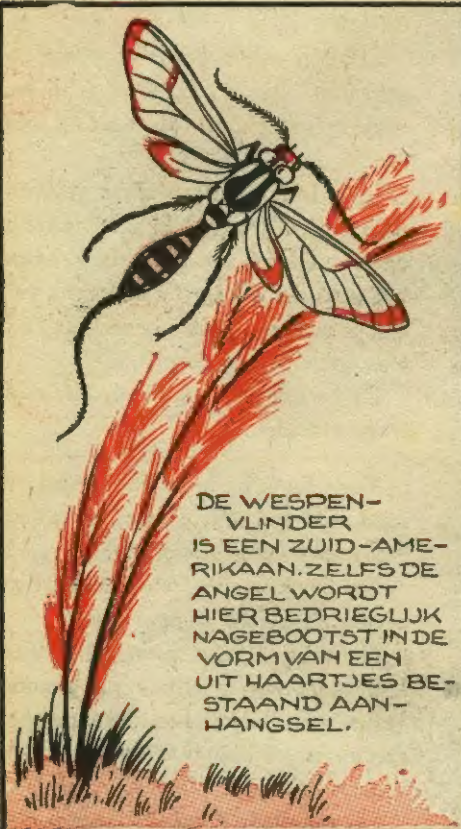 DE WESPEN-
VLINDER
IS EEN ZUID-AME-
RIKAAN. ZELFS DE
ANGEL WORDT
HIER BEDRIEGLIJK
NAGEBOOTST IN DE
VORM VAN EEN
UIT HAARTJES BE-
STAAND AAN-
HANGSEL.